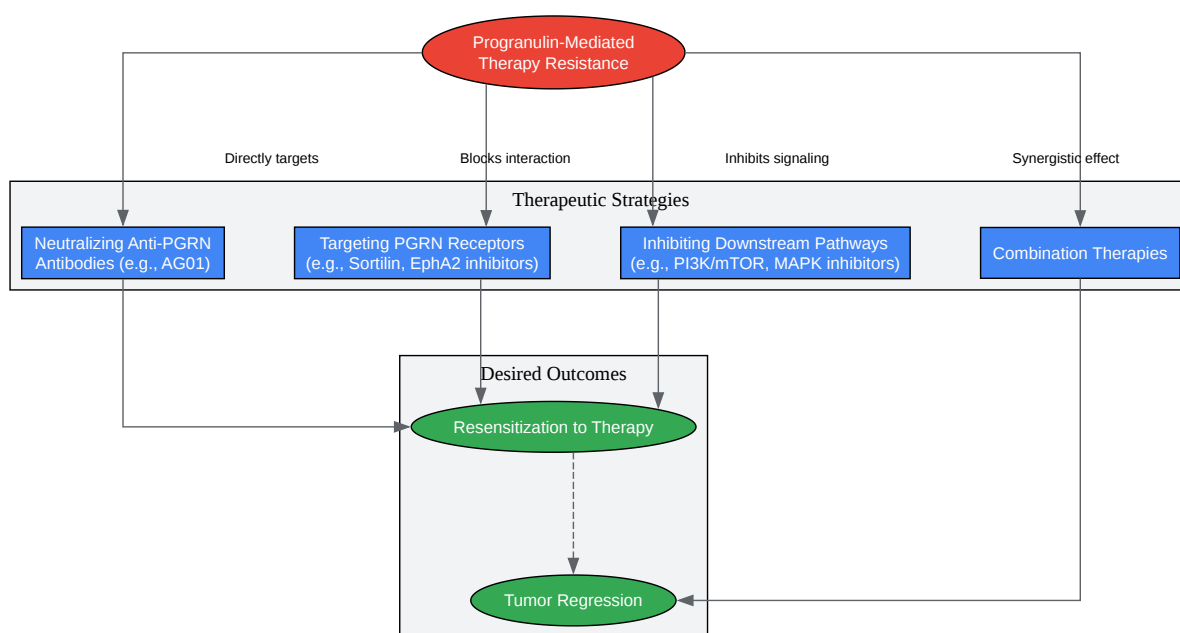 Progranulin-Mediated
Therapy Resistance
Directly targets
Blocks interaction
Inhibits signaling
Synergistic effect
Therapeutic Strategies
Neutralizing Anti-PGRN
Antibodies (e.g., AG01)
Targeting PGRN Receptors
(e.g., Sortilin, EphA2 inhibitors)
Inhibiting Downstream Pathways
(e.g., PI3K/mTOR, MAPK inhibitors)
Combination Therapies
Desired Outcomes
Resensitization to Therapy
Tumor Regression